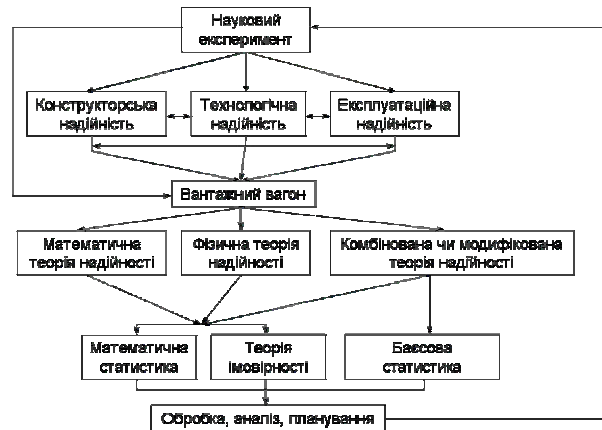 Науковий
експеримент
Конструкторська
надійність
Технологічна
надійність
Експлуатаційна
надійність
Вантажний вагон
Математична
теорія надійності
Фізична теорія
надійності
Комбінована чи модифікована
теорія надійності
Математична
статистика
Теорія
імовірності
Баєсова
статистика
Обробка, аналіз, планування